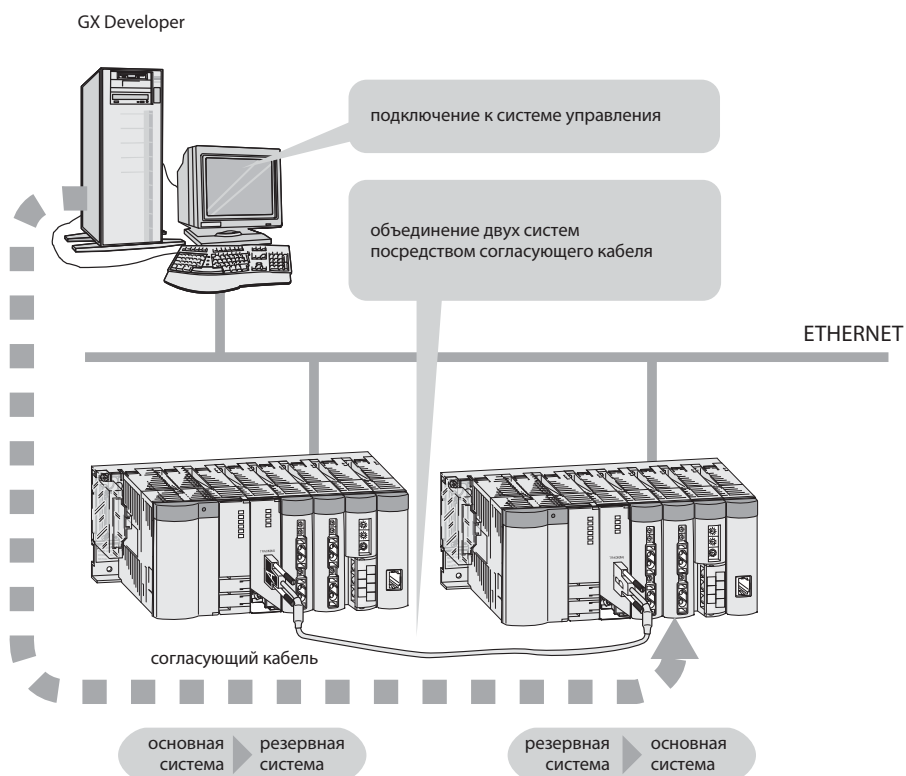 GX Developer
подключение к системе управления
объединение двух систем
посредством согласующего кабеля
ETHERNET
согласующий кабель
основная
система
резервная
система
резервная
система
основная
система